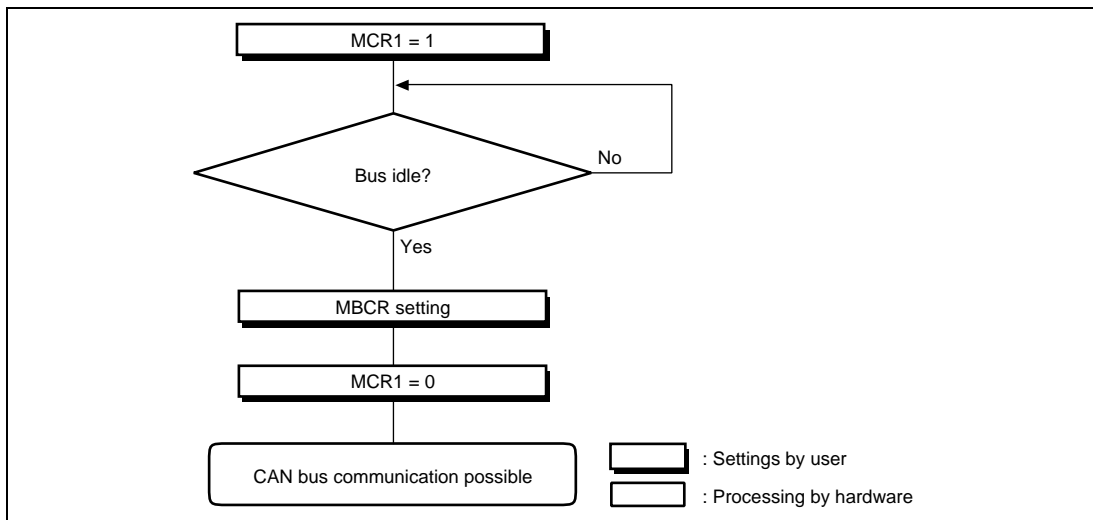 MCR1 = 1
Bus idle?
No
Yes
MBCR setting
MCR1 = 0
CAN bus communication possible
: Settings by user
: Processing by hardware